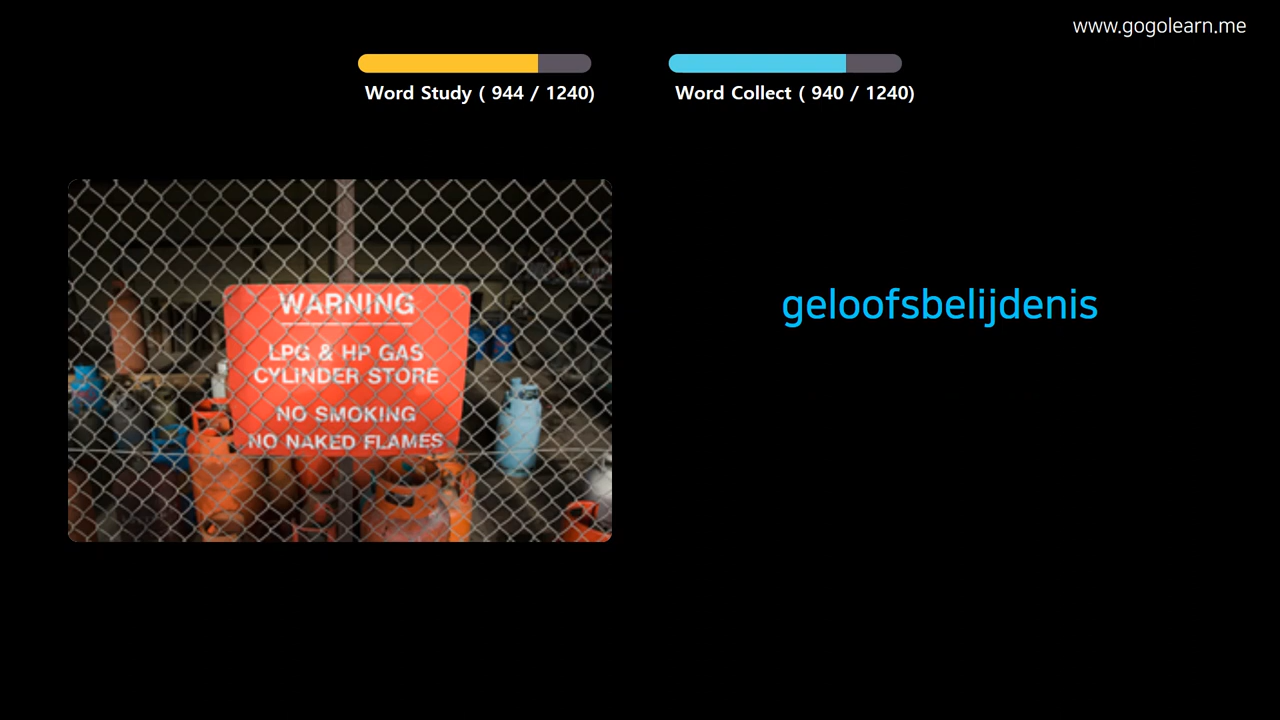 www.gogolearn.me
Word Study ( 944 / 1240)
Word Collect ( 940 / 1240)
WARNING
LPG & HP GAS
CYLINDER STORE
NO SMOKING
NO NAKED FLAMES
geloofsbelijdenis